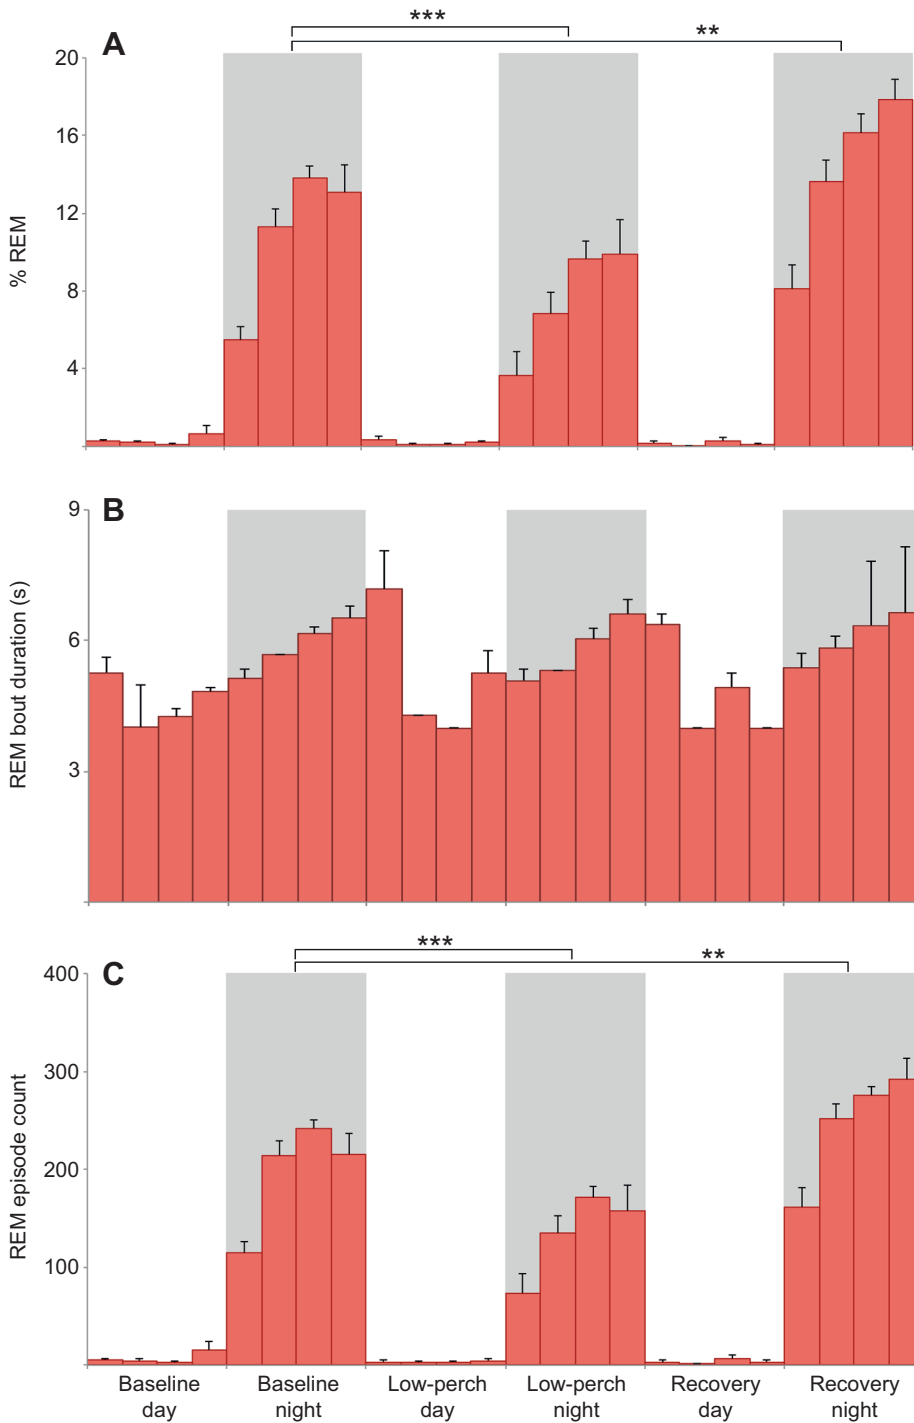 ***
**
A
20
16
12
8
4
% REM
B
9
6
3
REM bout duration (s)
***
**
C
400
300
200
100
REM episode count
Baseline
day
Baseline
night
Low-perch
day
Low-perch
night
Recovery
day
Recovery
night